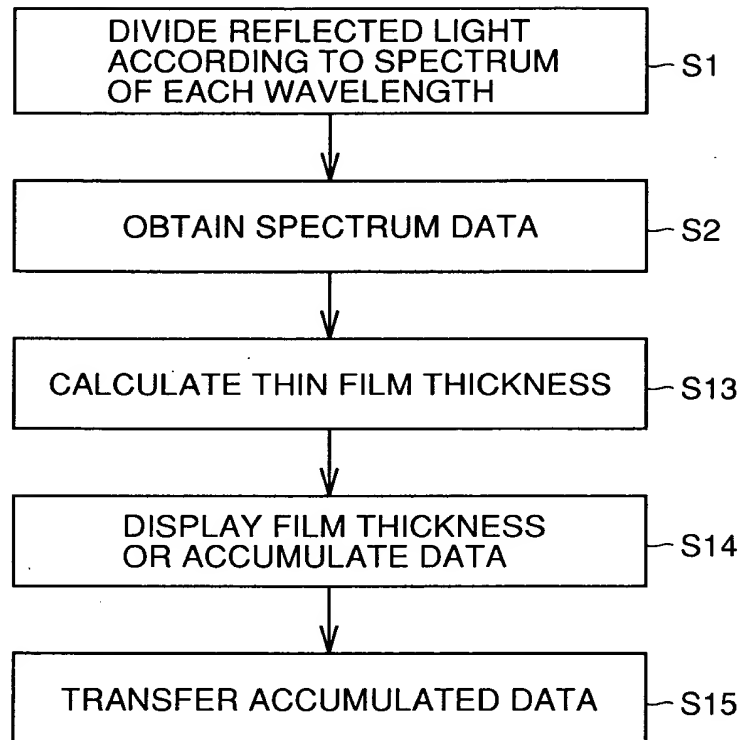 DIVIDE REFLECTED LIGHT
ACCORDING TO SPECTRUM
OF EACH WAVELENGTH
S1
OBTAIN SPECTRUM DATA
S2
CALCULATE THIN FILM THICKNESS
S13
DISPLAY FILM THICKNESS
OR ACCUMULATE DATA
S14
TRANSFER ACCUMULATED DATA
S15